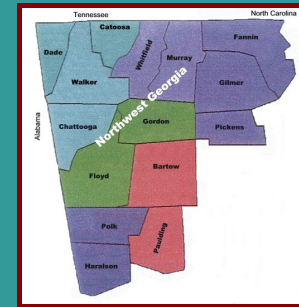 Tennessee
North Carolina
Catoosa
Fannin
Dade
Whitfield
Murray
Walker
Gilmer
Northwest Georgia
Alabama
Chattooga
Gordon
Pickens
Floyd
Bartow
Polk
Paulding
Haralson